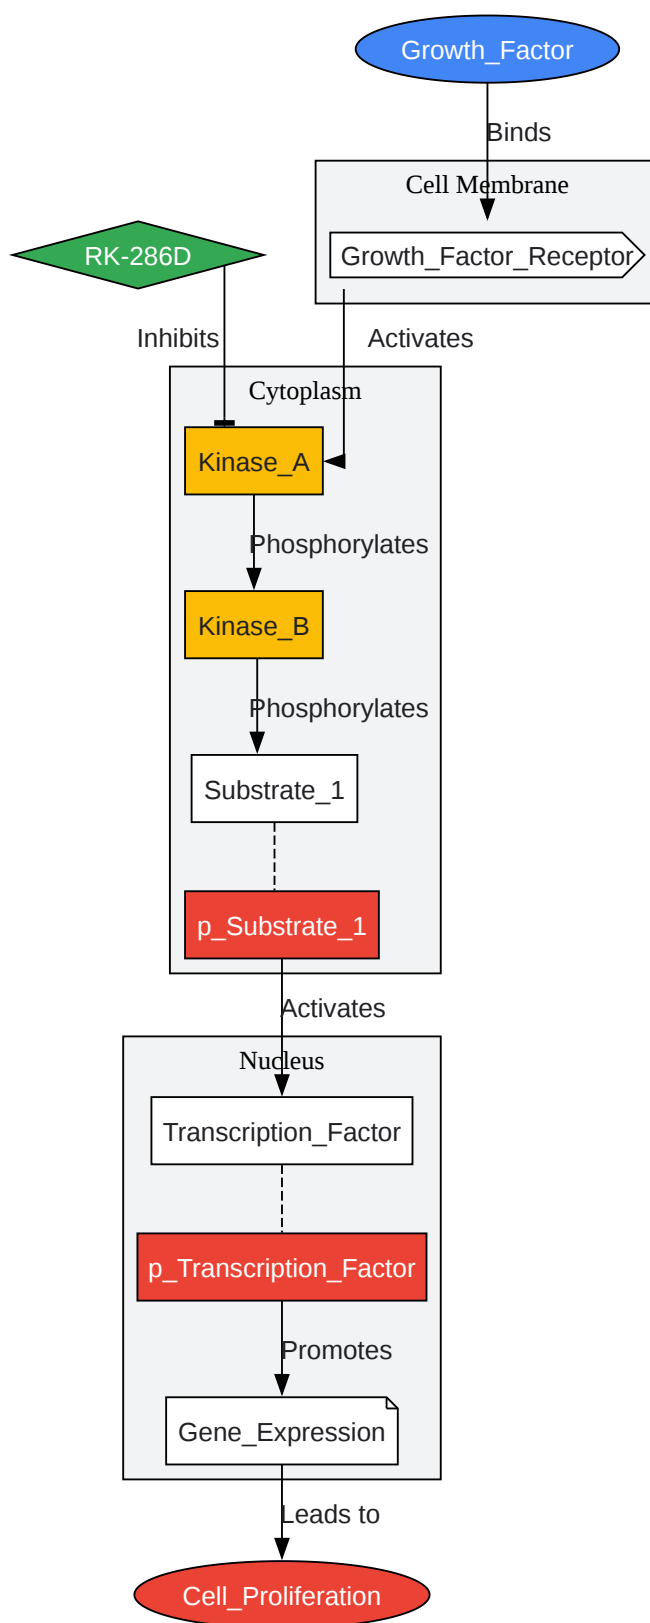 Growth_Factor
Binds
Cell Membrane
RK-286D
Growth_Factor_Receptor
Inhibits
Activates
Cytoplasm
Kinase_A
Phosphorylates
Kinase_B
Phosphorylates
Substrate_1
p_Substrate_1
Activates
Nucleus
Transcription_Factor
p_Transcription_Factor
Promotes
Gene_Expression
Leads to
Cell_Proliferation